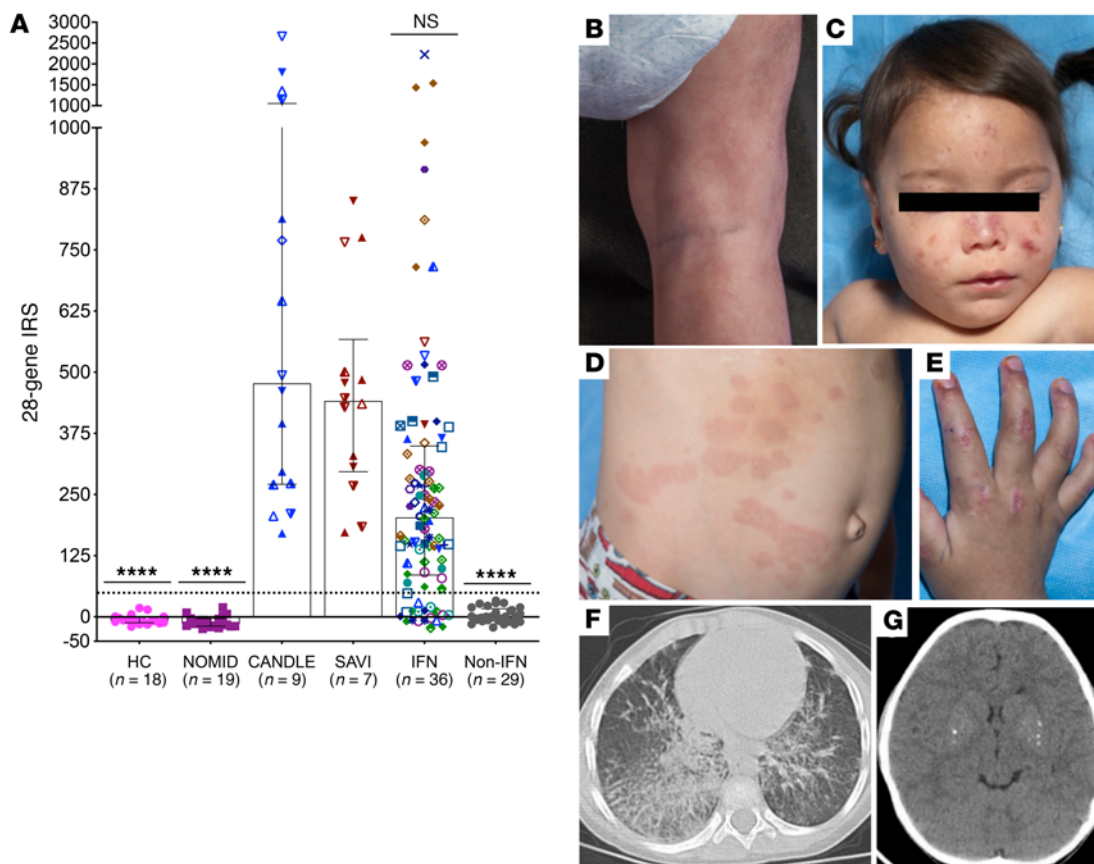 A
NS
3000
2500
2000
1500
1000
1000
875
750
625
500
375
250
125
0
-50
28-gene IRS
**** **** ****
HC NOMID CANDLE SAVI IFN Non-IFN
(n = 18) (n = 19) (n = 9) (n = 7) (n = 36) (n = 29)
B
C
D
E
F
G